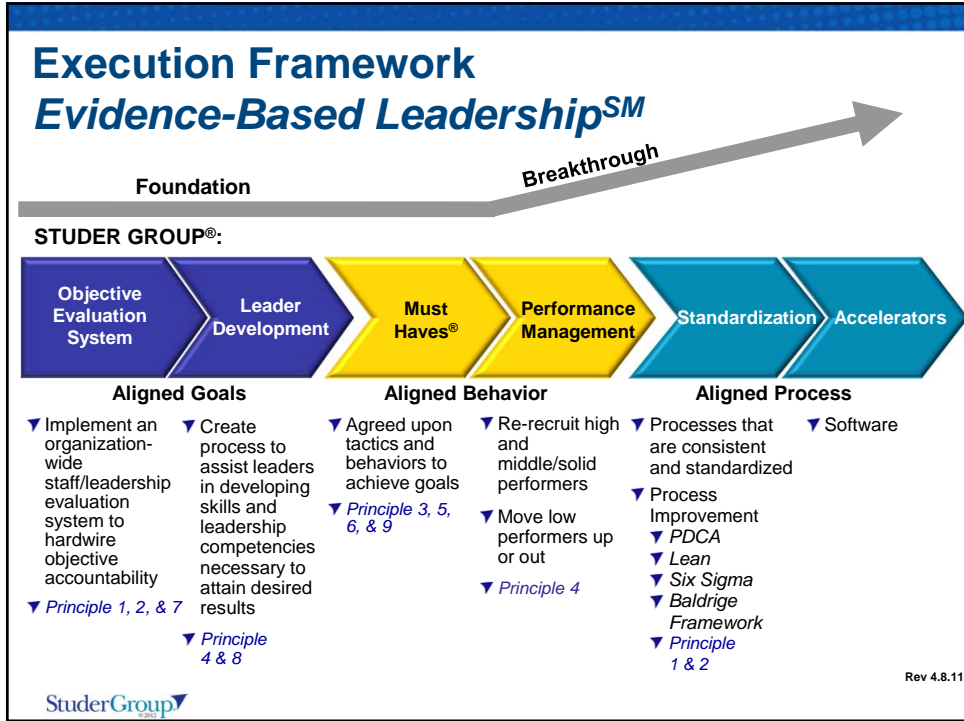 Execution Framework
Evidence-Based Leadership℠
Breakthrough
Foundation
STUDER GROUP®:
Objective
Evaluation
System
Leader
Development
Must
Haves®
Performance
Management
Standardization
Accelerators
Aligned Goals
Aligned Behavior
Aligned Process
Implement an
organization-
wide
staff/leadership
evaluation
system to
hardwire
objective
accountability
Principle 1, 2, & 7
Create
process to
assist leaders
in developing
skills and
leadership
competencies
necessary to
attain desired
results
Principle
4 & 8
Agreed upon
tactics and
behaviors to
achieve goals
Principle 3, 5,
6, & 9
Re-recruit high
and
middle/solid
performers
Move low
performers up
or out
Principle 4
Processes that
are consistent
and standardized
Process
Improvement
PDCA
Lean
Six Sigma
Baldrige
Framework
Principle
1 & 2
Software
Rev 4.8.11
StuderGroup
©2012